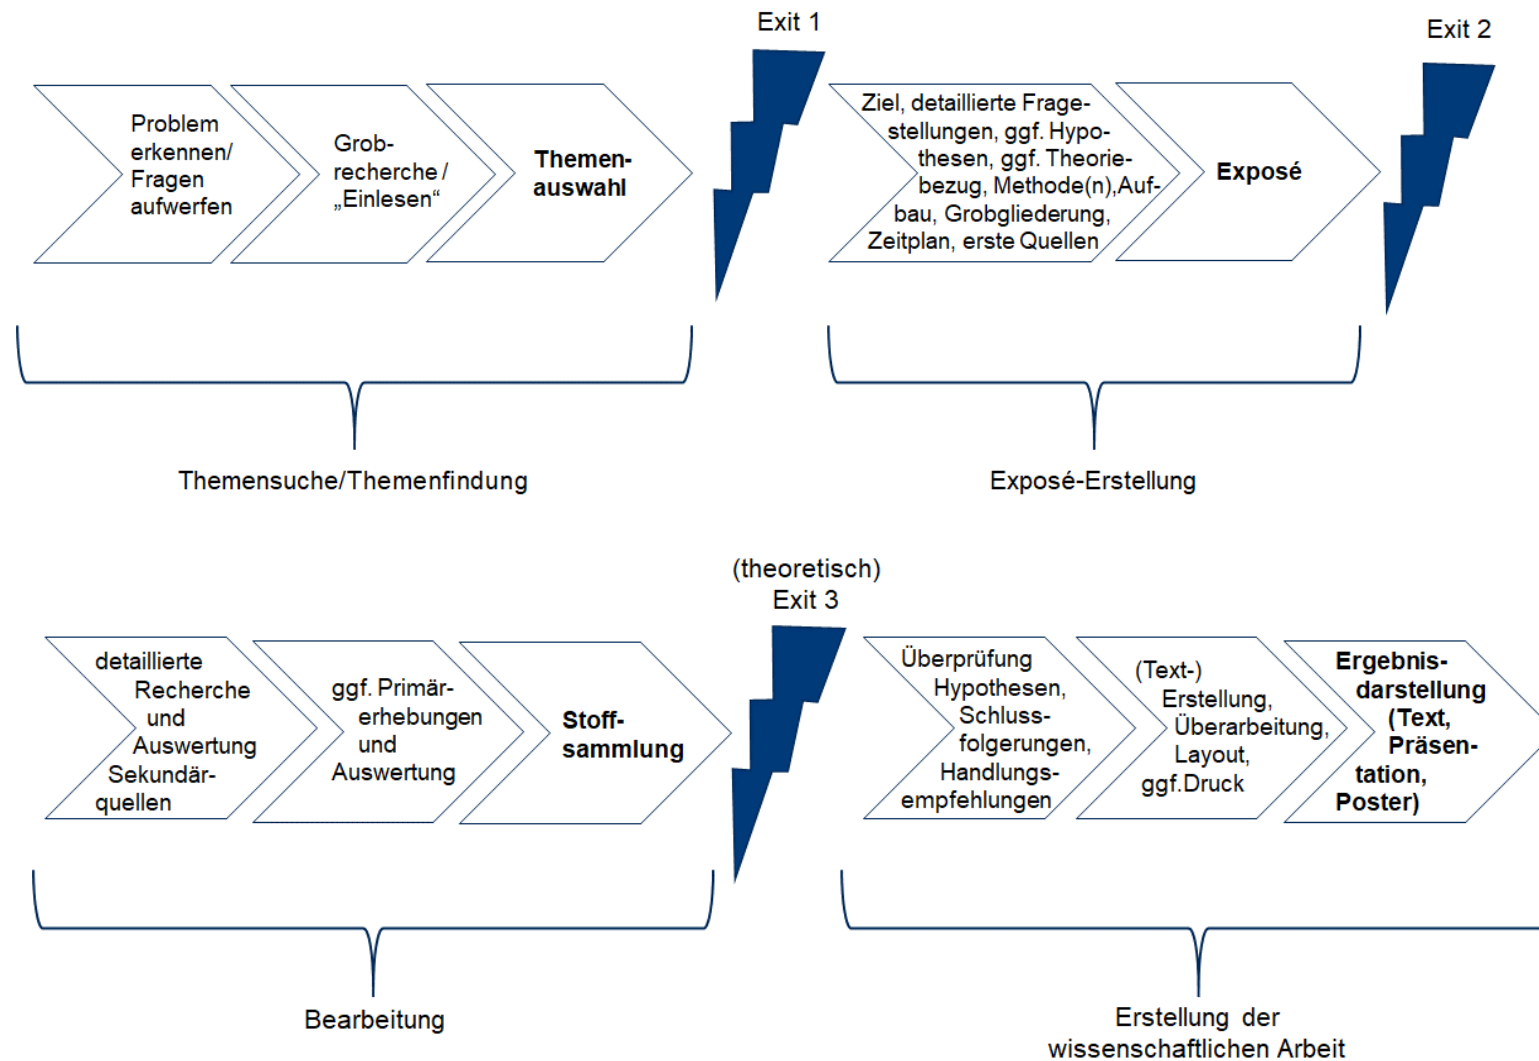 Exit 1
Exit 2
Problem
erkennen/
Fragen
aufwerfen
Grob-
recherche /
„Einlesen“
Themen-
auswahl
Ziel, detaillierte Frage-
stellungen, ggf. Hypo-
thesen, ggf. Theorie-
bezug, Methode(n),Auf-
bau, Grobgliederung,
Zeitplan, erste Quellen
Exposé
Themensuche/Themenfindung
Exposé-Erstellung
(theoretisch)
Exit 3
detaillierte
Recherche
und
Auswertung
Sekundär-
quellen
ggf. Primär-
erhebungen
und
Auswertung
Stoff-
sammlung
Überprüfung
Hypothesen,
Schluss-
folgerungen,
Handlungs-
empfehlungen
(Text-)
Erstellung,
Überarbeitung,
Layout,
ggf.Druck
Ergebnis-
darstellung
(Text,
Präsen-
tation,
Poster)
Bearbeitung
Erstellung der
wissenschaftlichen Arbeit